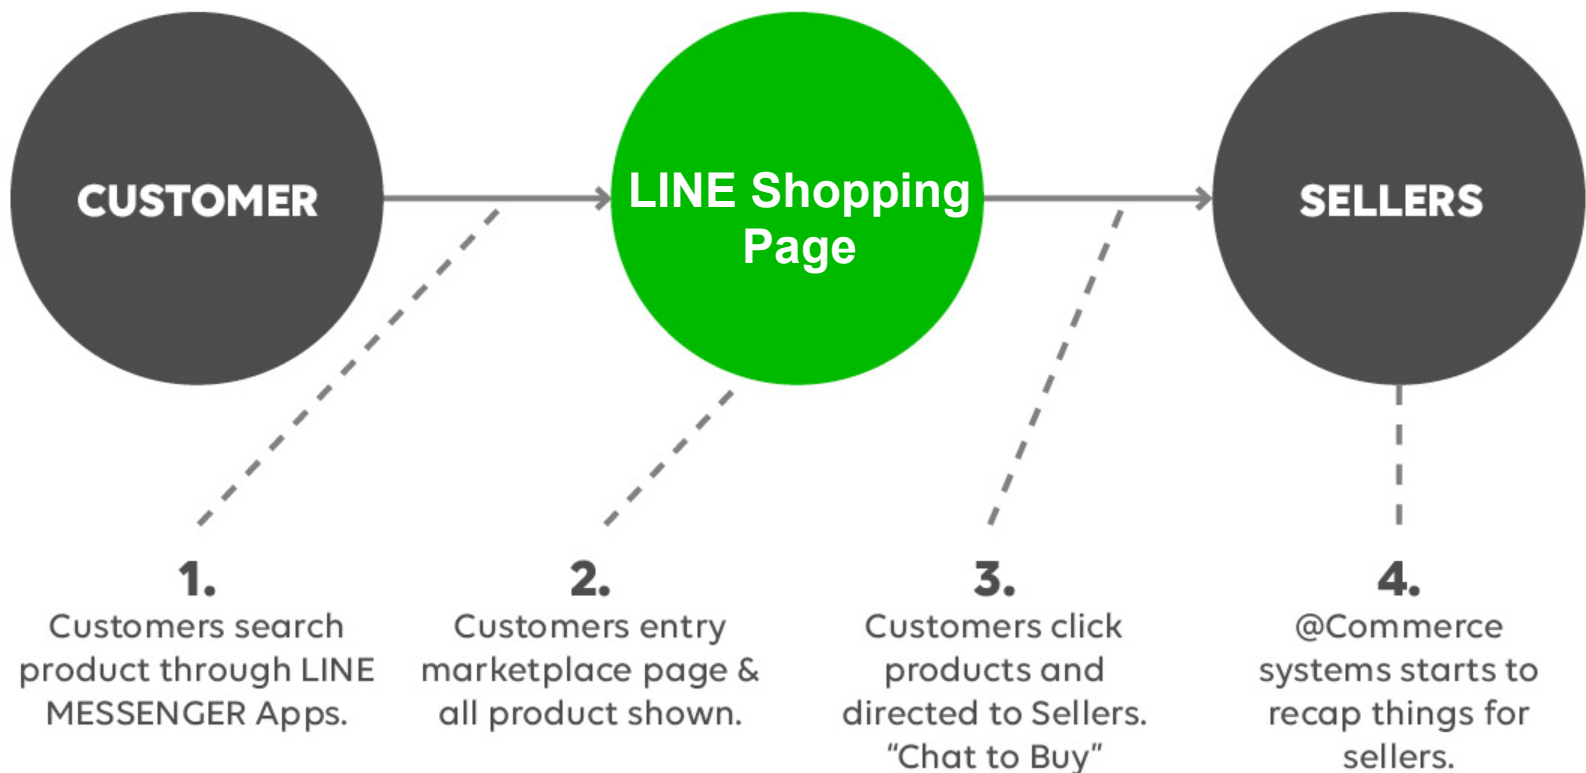 CUSTOMER
LINE Shopping
Page
SELLERS
1.
Customers search
product through LINE
MESSENGER Apps.
2.
Customers entry
marketplace page &
all product shown.
3.
Customers click
products and
directed to Sellers.
“Chat to Buy”
4.
@Commerce
systems starts to
recap things for
sellers.